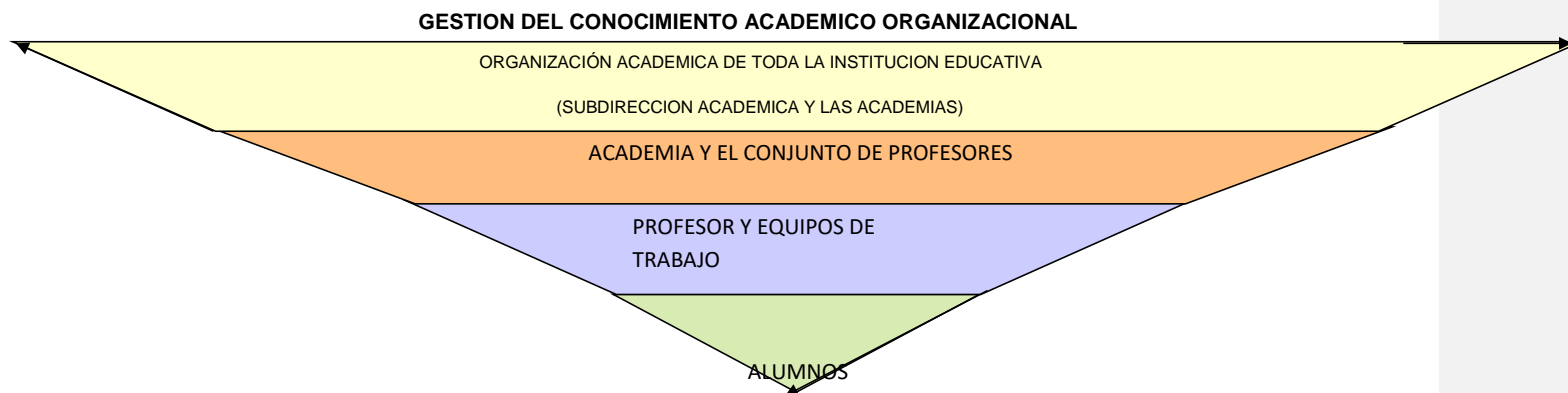 GESTION DEL CONOCIMIENTO ACADEMICO ORGANIZACIONAL
ORGANIZACIÓN ACADEMICA DE TODA LA INSTITUCION EDUCATIVA
(SUBDIRECCION ACADEMICA Y LAS ACADEMIAS)
ACADEMIA Y EL CONJUNTO DE PROFESORES
PROFESOR Y EQUIPOS DE
TRABAJO
ALUMNOS